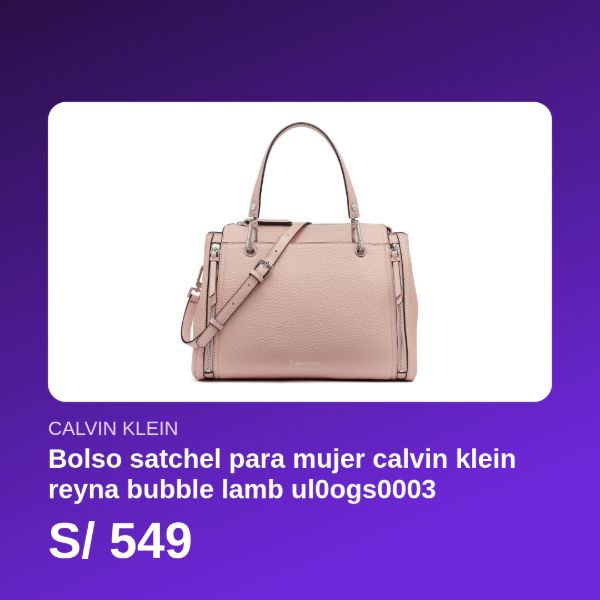 CALVIN KLEIN
Bolso satchel para mujer calvin klein
reyna bubble lamb ul0ogs0003
S/ 549